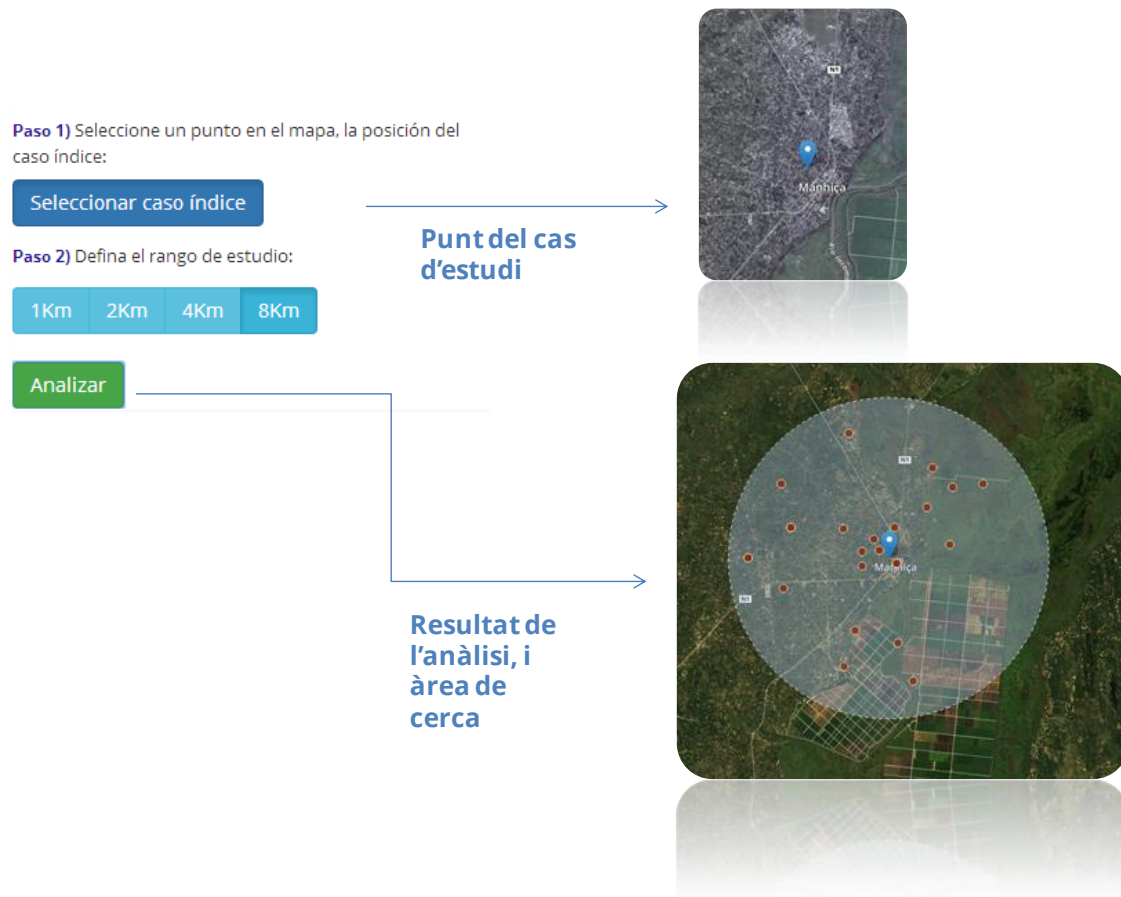 Paso 1) Seleccione un punto en el mapa, la posición del
caso índice:
Seleccionar caso índice
Paso 2) Defina el rango de estudio:
1Km 2Km 4Km 8Km
Analizar
Punt del cas
d'estudi
N1
Manhiça
Resultat de
l'anàlisi, i
àrea de
cerca
N1
Manhiça
N1